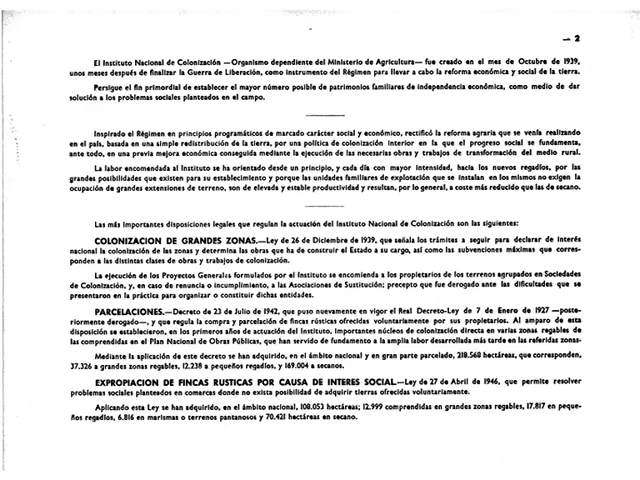 — 2
El Instituto Nacional de Colonización —Organismo dependiente del Ministerio de Agricultura— fue creado en el mes de Octubre de 1939,
unos meses después de finalizar la Guerra de Liberación, como instrumento del Régimen para llevar a cabo la reforma económica y social de la tierra.
Persigue el fin primordial de establecer el mayor número posible de patrimonios familiares de independencia económica, como medio de dar
solución a los problemas sociales planteados en el campo.
Inspirado el Régimen en principios programáticos de marcado carácter social y económico, rectificó la reforma agraria que se venía realizando
en el país, basada en una simple redistribución de la tierra, por una política de colonización interior en la que el progreso social se fundamenta,
ante todo, en una previa mejora económica conseguida mediante la ejecución de las necesarias obras y trabajos de transformación del medio rural.
La labor encomendada al Instituto se ha orientado desde un principio, y cada día con mayor intensidad, hacia los nuevos regadíos, por las
grandes posibilidades que existen para su establecimiento y porque las unidades familiares de explotación que se instalan en los mismos no exigen la
ocupación de grandes extensiones de terreno, son de elevada y estable productividad y resultan, por lo general, a coste más reducido que las de secano.
Las más importantes disposiciones legales que regulan la actuación del Instituto Nacional de Colonización son las siguientes:
COLONIZACION DE GRANDES ZONAS.—Ley de 26 de Diciembre de 1939, que señala los trámites a seguir para declarar de interés
nacional la colonización de las zonas y determina las obras que ha de construir el Estado a su cargo, así como las subvenciones máximas que corres-
ponden a las distintas clases de obras y trabajos de colonización.
La ejecución de los Proyectos Generales formulados por el Instituto se encomienda a los propietarios de los terrenos agrupados en Sociedades
de Colonización, y, en caso de renuncia o incumplimiento, a las Asociaciones de Sustitución; precepto que fue derogado ante las dificultades que se
presentaron en la práctica para organizar o constituir dichas entidades.
PARCELACIONES.—Decreto de 23 de Julio de 1942, que puso nuevamente en vigor el Real Decreto-Ley de 7 de Enero de 1927 —poste-
riormente derogado—, y que regula la compra y parcelación de fincas rústicas ofrecidas voluntariamente por sus propietarios. Al amparo de esta
disposición se establecieron, en los primeros años de actuación del Instituto, importantes núcleos de colonización directa en varias zonas regables de
las comprendidas en el Plan Nacional de Obras Públicas, que han servido de fundamento a la amplia labor desarrollada más tarde en las referidas zonas-
Mediante la aplicación de este decreto se han adquirido, en el ámbito nacional y en gran parte parcelado, 218.568 hectáreas, que corresponden,
37.326 a grandes zonas regables, 12.238 a pequeños regadíos, y 169.004 a secanos.
EXPROPIACION DE FINCAS RUSTICAS POR CAUSA DE INTERES SOCIAL.—Ley de 27 de Abril de 1946, que permite resolver
problemas sociales planteados en comarcas donde no exista posibilidad de adquirir tierras ofrecidas voluntariamente.
Aplicando esta Ley se han adquirido, en el ámbito nacional, 108.053 hectáreas; 12.999 comprendidas en grandes zonas regables, 17.817 en peque-
ños regadíos, 6.816 en marismas o terrenos pantanosos y 70.421 hectáreas en secano.